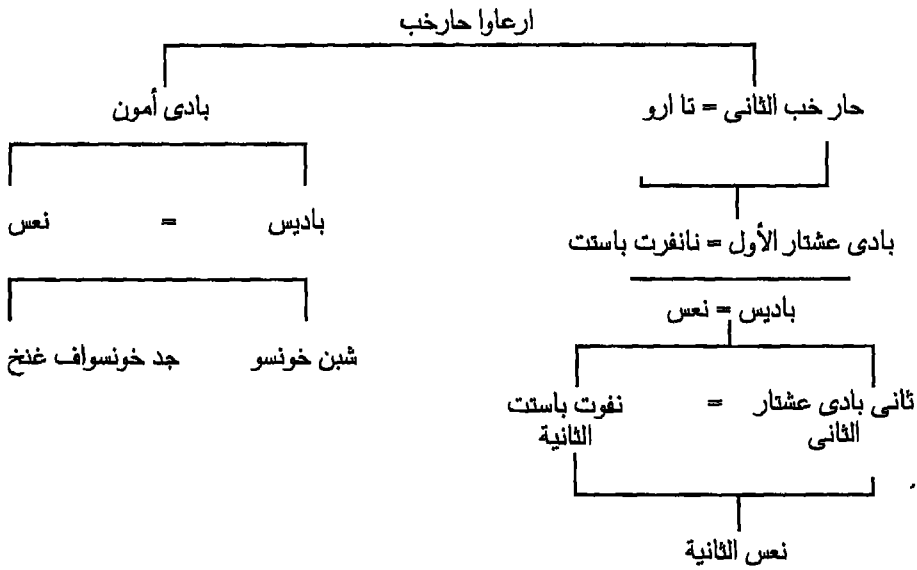 ارعاوا حارخب
حار خب الثانى = تا ارو
بادى أمون
باديس = نعس
بادى عشتار الأول = نانفرت باستت
باديس = نعس
شبن خونسو
جد خونسواف غنخ
ثانى بادى عشتار = نفوت باستت
الثانى
الثانية
نعس الثانية